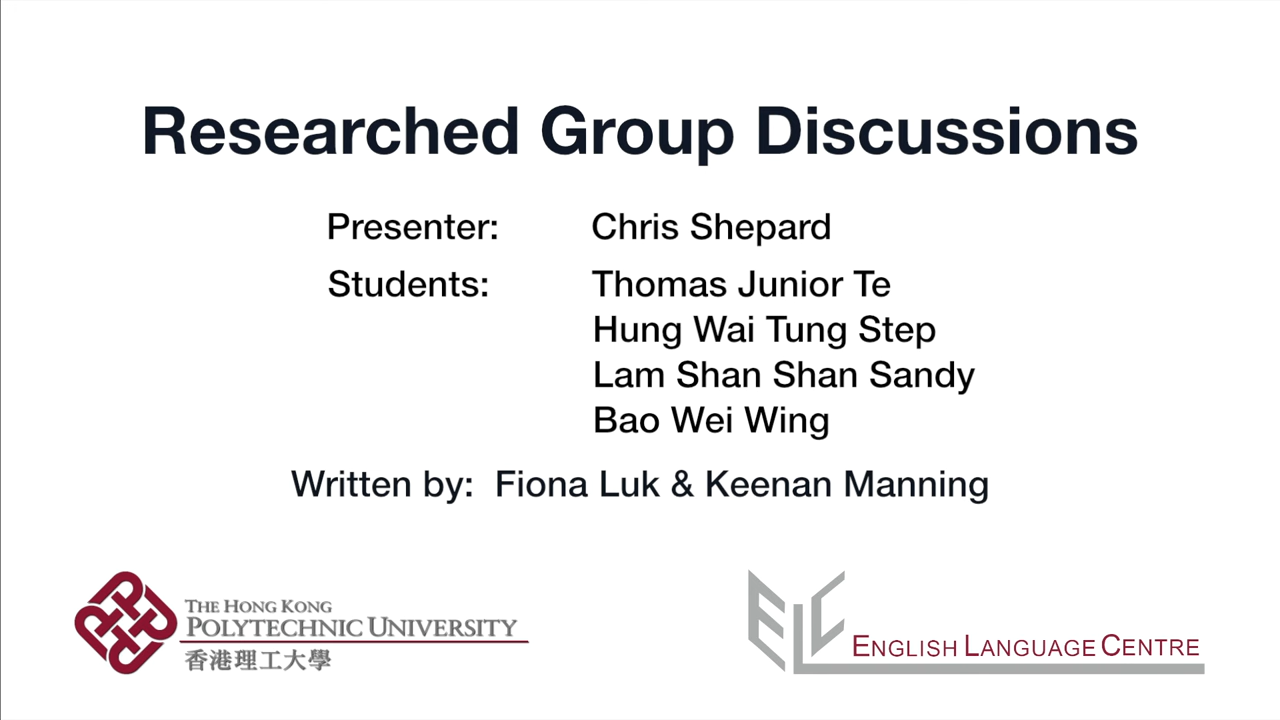 Researched Group Discussions
Presenter: Chris Shepard
Students: Thomas Junior Te
Hung Wai Tung Step
Lam Shan Shan Sandy
Bao Wei Wing
Written by: Fiona Luk & Keenan Manning
THE HONG KONG
POLYTECHNIC UNIVERSITY
香港理工大學
ELC
ENGLISH LANGUAGE CENTRE